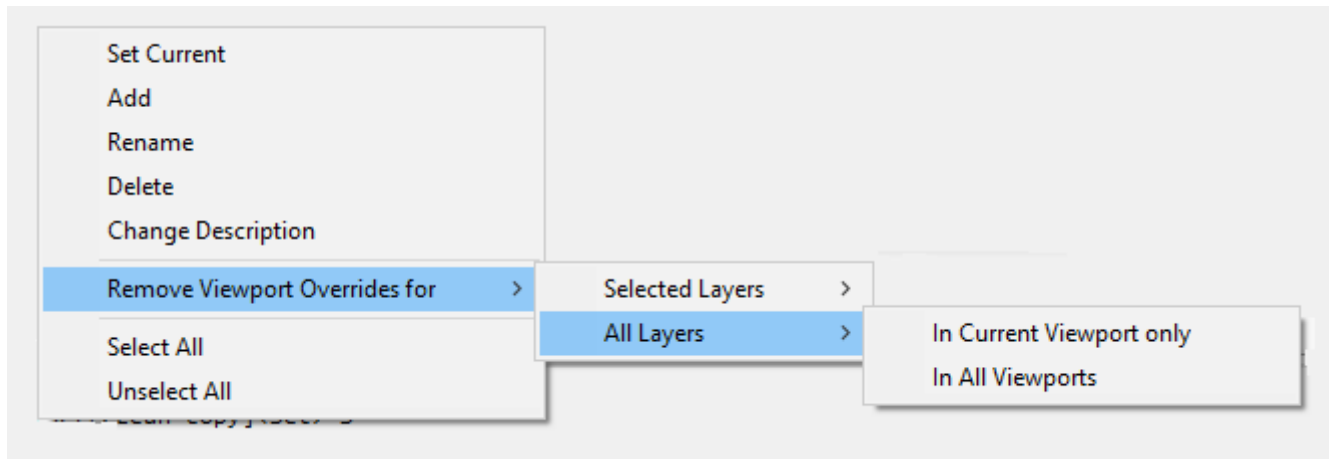 Set Current
Add
Rename
Delete
Change Description
Remove Viewport Overrides for >
Selected Layers >
All Layers >
In Current Viewport only
In All Viewports
Select All
Unselect All